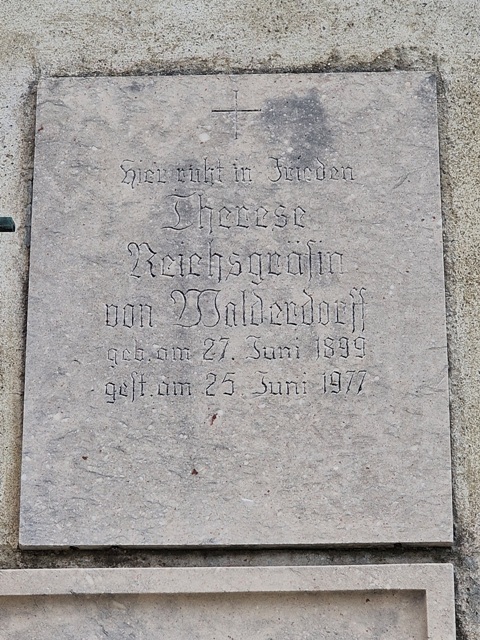 Hier ruht in Frieden
Therese
Reichsgräfin
von Walderdorff
geb. am 27. Juni 1899
gest. am 25. Juni 1977